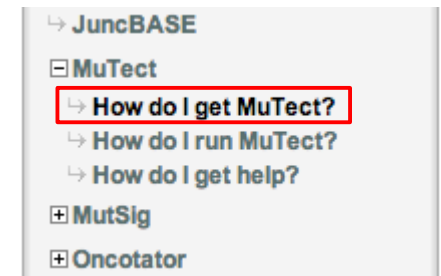 JuncBASE
MuTect
How do I get MuTect?
How do I run MuTect?
How do I get help?
MutSig
Oncotator